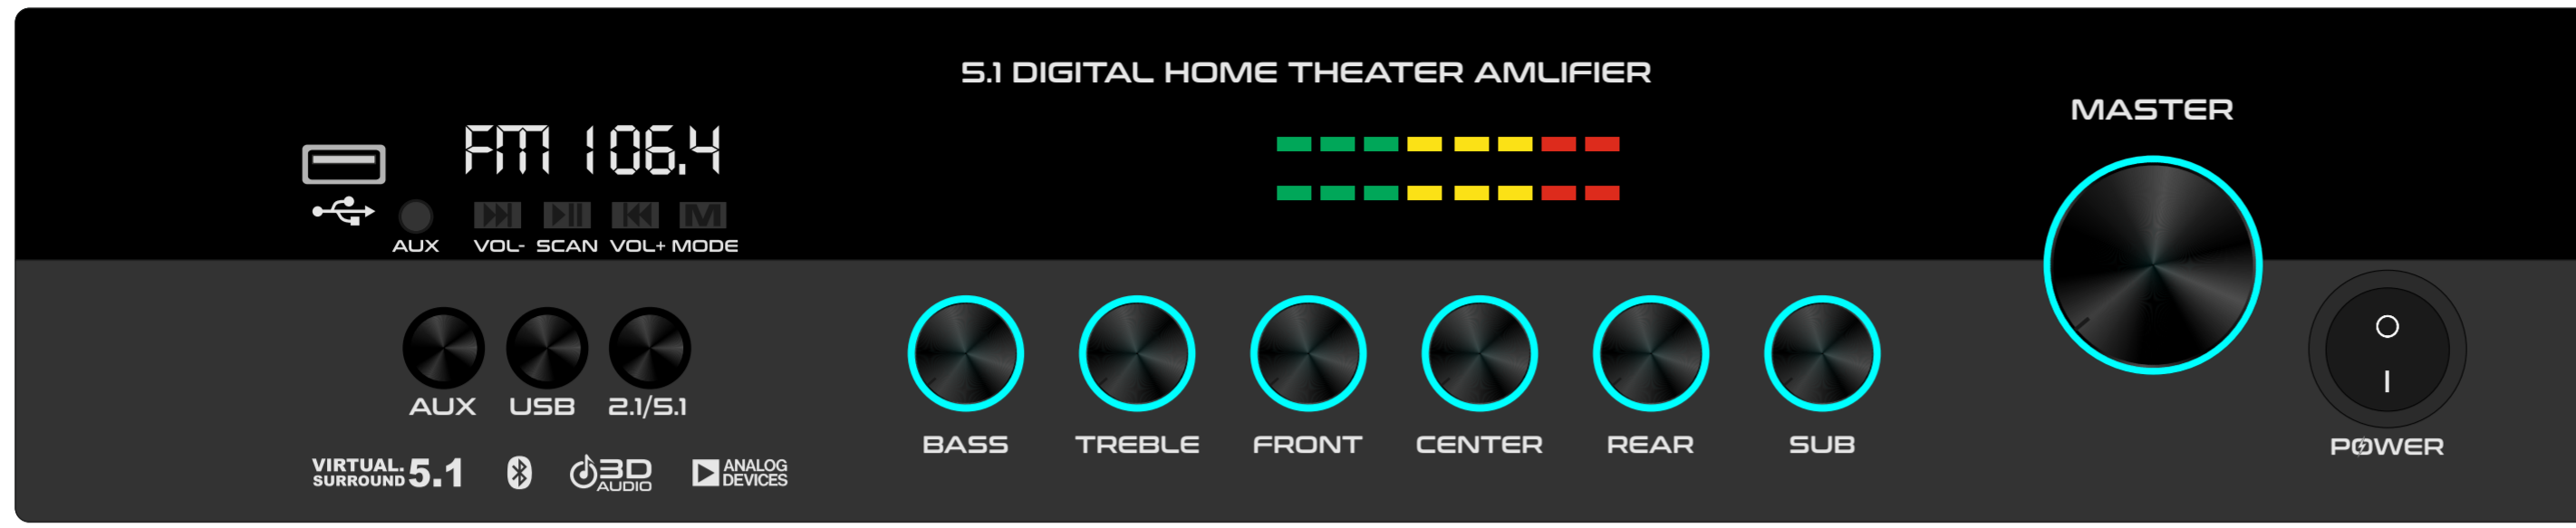 5.1 DIGITAL HOME THEATER AMLIFIER
MASTER
FM 106.4
M
AUX VOL- SCAN VOL+ MODE
AUX USB 2.1/5.1
BASS TREBLE FRONT CENTER REAR SUB
POWER
VIRTUAL.
SURROUND 5.1
3D
AUDIO
ANALOG
DEVICES